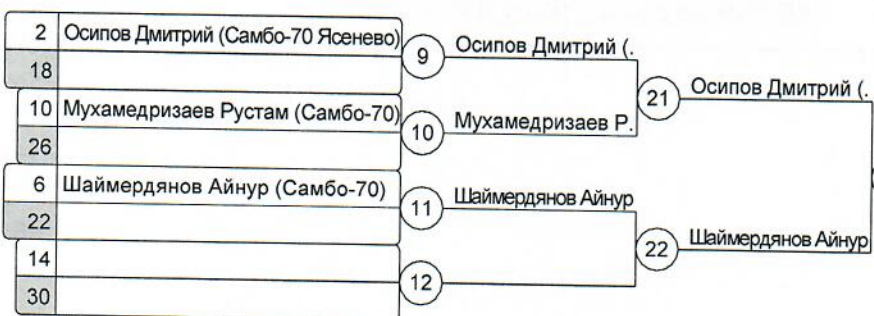 2 Осипов Дмитрий (Самбо-70 Ясенево)
18
9 Осипов Дмитрий (.
10 Мухамедризаев Рустам (Самбо-70)
26
10 Мухамедризаев Р.
21 Осипов Дмитрий (.
6 Шаймердянов Айнур (Самбо-70)
22
11 Шаймердянов Айнур
14
30
12
22 Шаймердянов Айнур